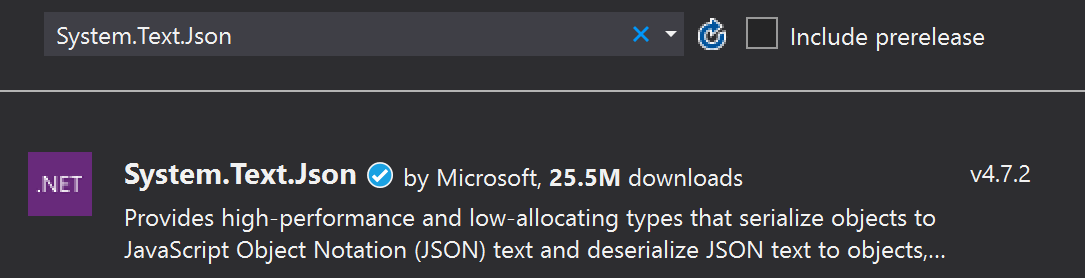 System.Text.Json
Include prerelease
.NET
System.Text.Json by Microsoft, 25.5M downloads v4.7.2
Provides high-performance and low-allocating types that serialize objects to
JavaScript Object Notation (JSON) text and deserialize JSON text to objects,...